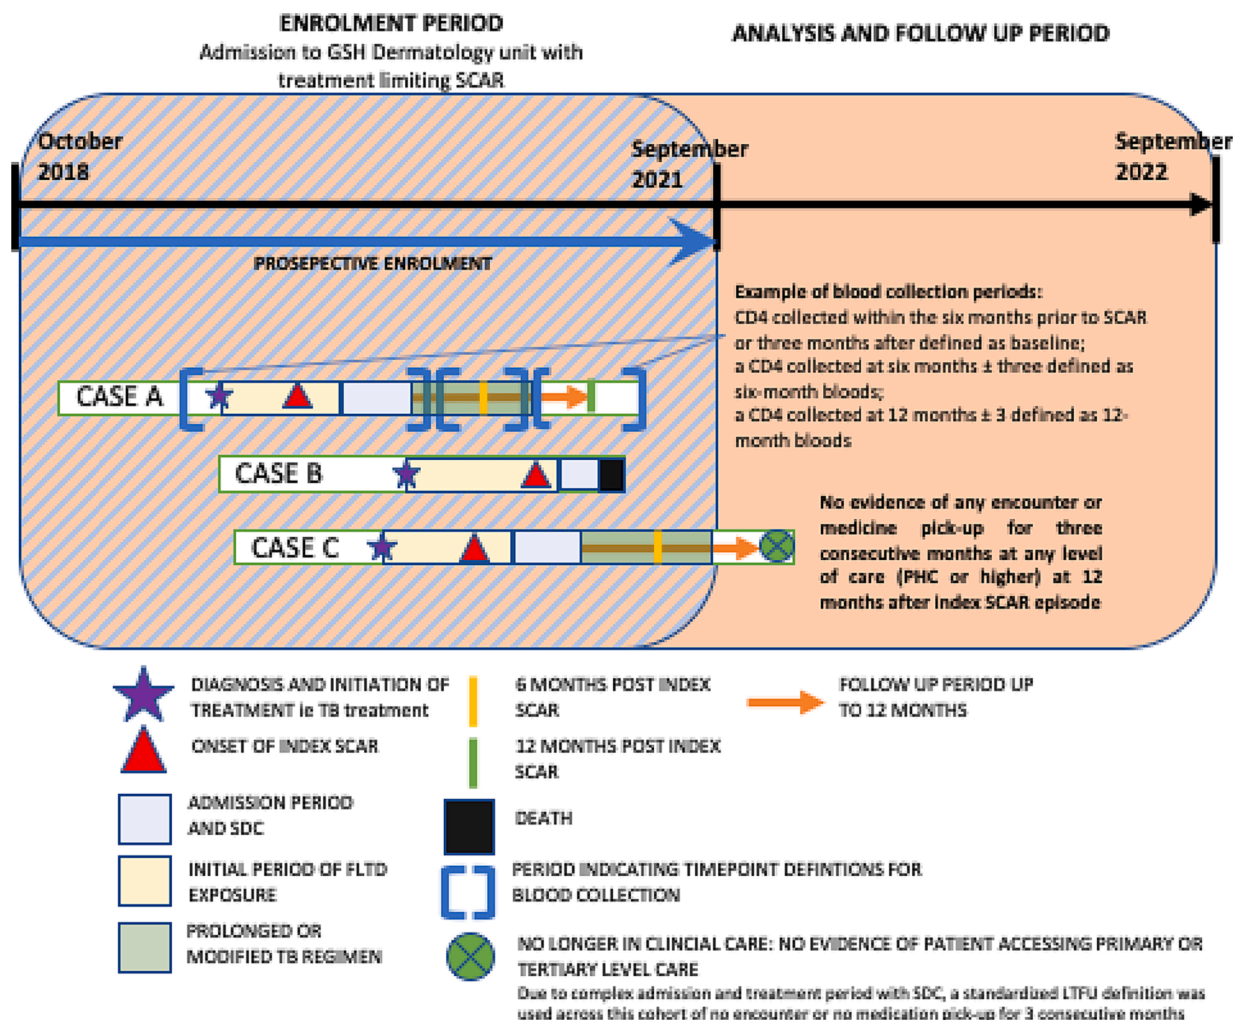 ENROLMENT PERIOD
Admission to GSH Dermatology unit with
treatment limiting SCAR
ANALYSIS AND FOLLOW UP PERIOD
October
2018
September
2021
September
2022
PROSEPECTIVE ENROLMENT
Example of blood collection periods:
CD4 collected within the six months prior to SCAR
or three months after defined as baseline;
a CD4 collected at six months ± three defined as
six-month bloods;
a CD4 collected at 12 months ± 3 defined as 12-
month bloods
CASE A
CASE B
CASE C
No evidence of any encounter or
medicine pick-up for three
consecutive months at any level
of care (PHC or higher) at 12
months after index SCAR episode
DIAGNOSIS AND INITIATION OF
TREATMENT ie TB treatment
ONSET OF INDEX SCAR
ADMISSION PERIOD
AND SDC
INITIAL PERIOD OF FLTD
EXPOSURE
PROLONGED OR
MODIFIED TB REGIMEN
6 MONTHS POST INDEX
SCAR
12 MONTHS POST INDEX
SCAR
DEATH
PERIOD INDICATING TIMEPOINT DEFINTIONS FOR
BLOOD COLLECTION
NO LONGER IN CLINCIAL CARE: NO EVIDENCE OF PATIENT ACCESSING PRIMARY OR
TERTIARY LEVEL CARE
Due to complex admission and treatment period with SDC, a standardized LTFU definition was
used across this cohort of no encounter or no medication pick-up for 3 consecutive months
FOLLOW UP PERIOD UP
TO 12 MONTHS